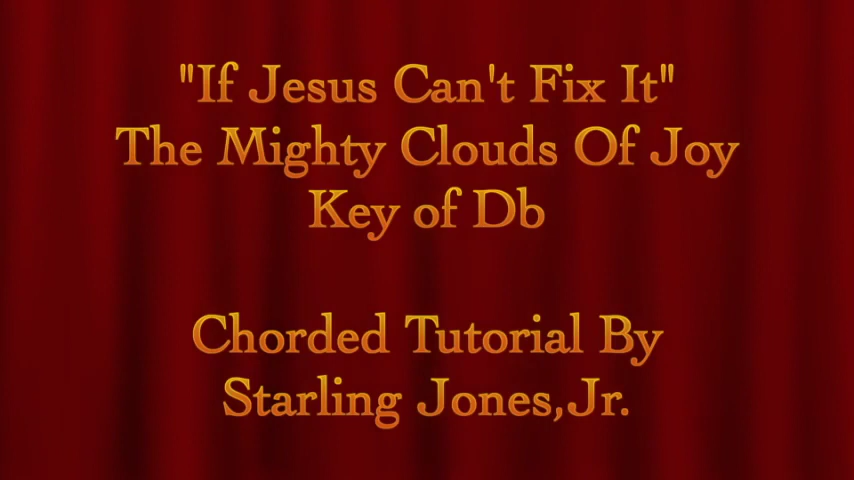 "If Jesus Can't Fix It"
The Mighty Clouds Of Joy
Key of Db
Chorded Tutorial By
Starling Jones,Jr.